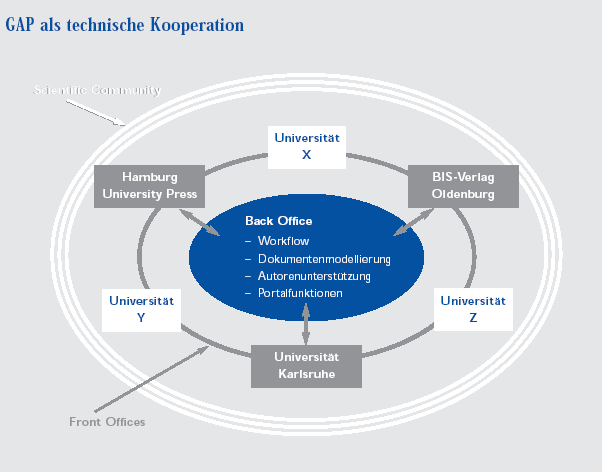 GAP als technische Kooperation
Scientific Community
Universität
X
Hamburg
University Press
BIS-Verlag
Oldenburg
Back Office
– Workflow
– Dokumentenmodellierung
– Autorenunterstützung
– Portalfunktionen
Universität
Y
Universität
Z
Universität
Karlsruhe
Front Offices